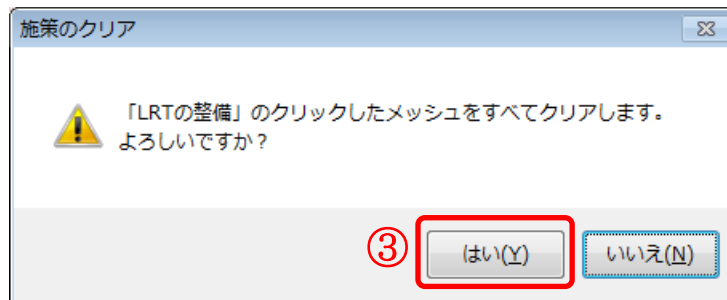 施策のクリア
「LRTの整備」のクリックしたメッシュをすべてクリアします。
よろしいですか？
③
はい(Y)
いいえ(N)